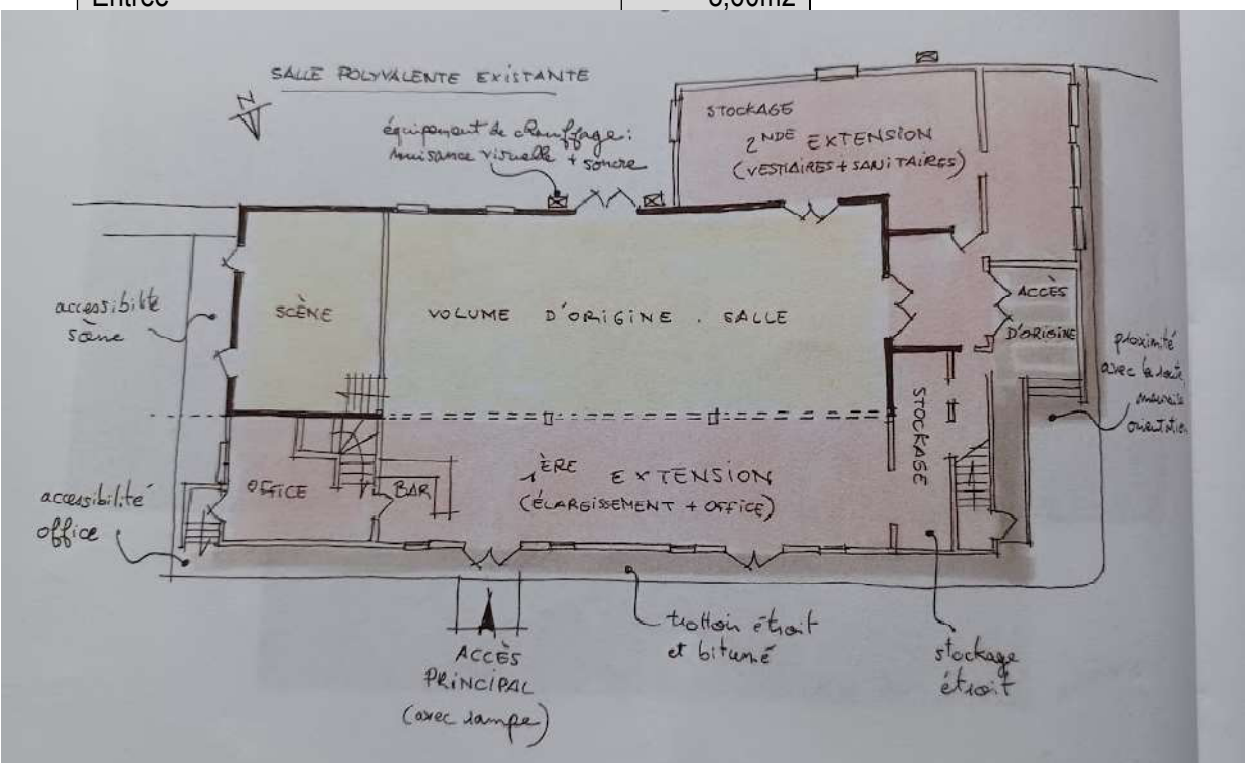 Entrée 5,00m2
SALLE POLYVALENTE EXISTANTE
N
équipement de chauffage:
nuisance visuelle + sonore
STOCKAGE
2NDE EXTENSION
(VESTIAIRES + SANITAIRES)
accessibilité
scène
SCÈNE
VOLUME D'ORIGINE . SALLE
ACCÈS
D'ORIGINE
proximité
avec la route,
mauvaise
orientation
STOCKAGE
1ÈRE EXTENSION
(ÉLARGISSEMENT + OFFICE)
OFFICE
BAR
accessibilité
office
trottoir étroit
et bitumé
stockage
étroit
ACCÈS
PRINCIPAL
(avec rampe)